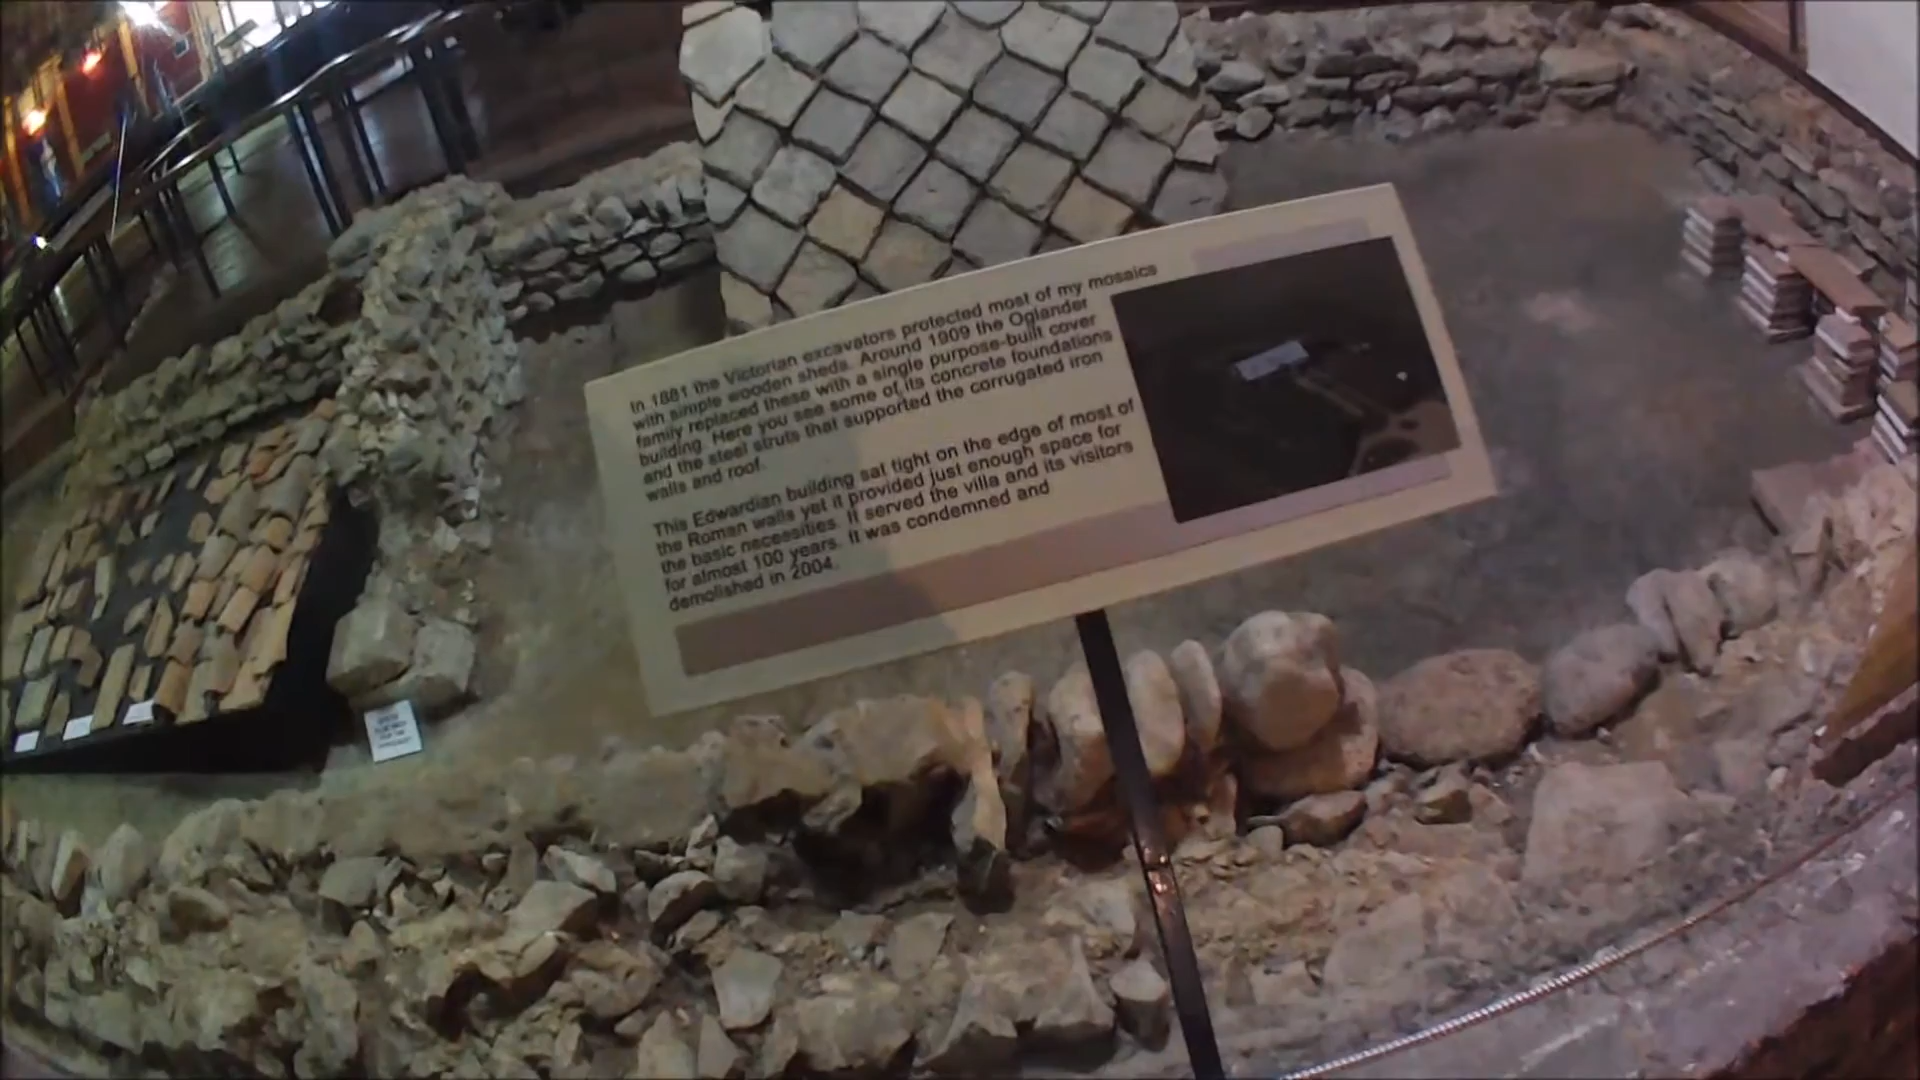 In 1881 the Victorian excavators protected most of my mosaics
with simple wooden sheds. Around 1909 the Oglander
family replaced these with a single purpose-built cover
building. Here you see some of its concrete foundations
and the steel struts that supported the corrugated iron
walls and roof.
This Edwardian building sat tight on the edge of most of
the Roman walls yet it provided just enough space for
the basic necessities. It served the villa and its visitors
for almost 100 years. It was condemned and
demolished in 2004.